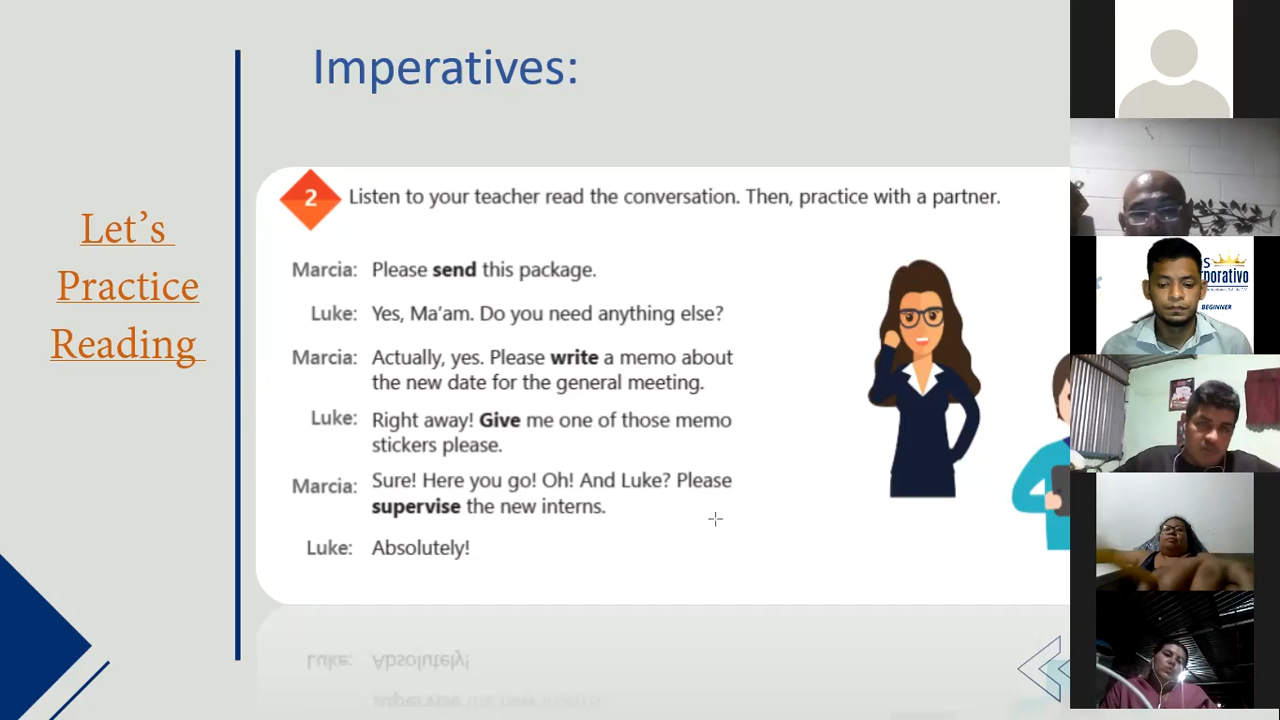 Imperatives:
Let's
Practice
Reading
2 Listen to your teacher read the conversation. Then, practice with a partner.
Marcia: Please send this package.
Luke: Yes, Ma'am. Do you need anything else?
Marcia: Actually, yes. Please write a memo about
the new date for the general meeting.
Luke: Right away! Give me one of those memo
stickers please.
Marcia: Sure! Here you go! Oh! And Luke? Please
supervise the new interns.
Luke: Absolutely!
BEGINNER